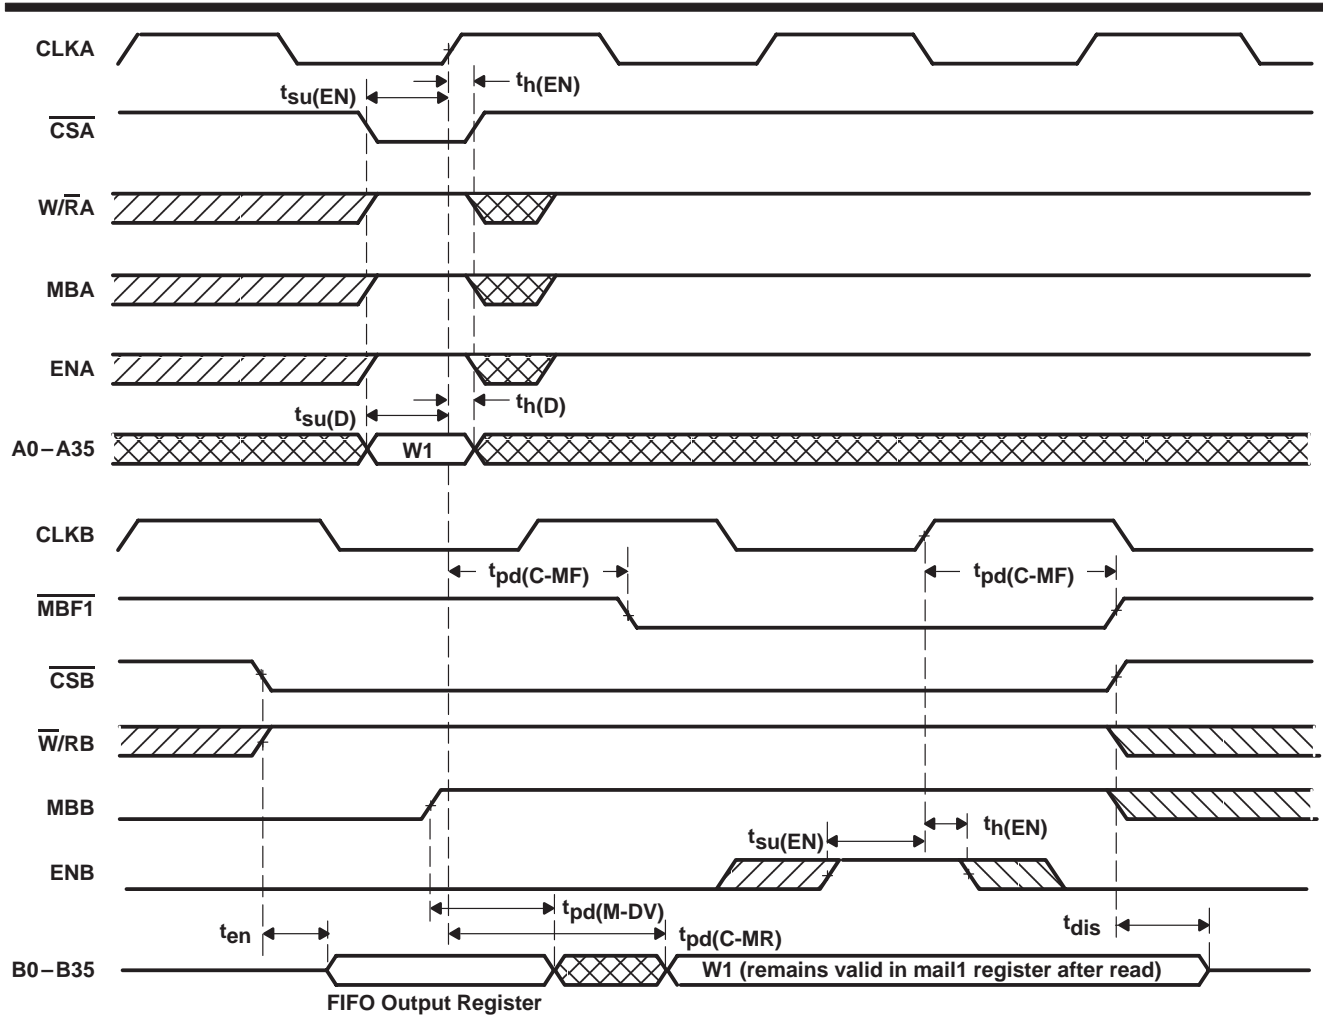 CLKA
tsu(EN)
th(EN)
CSA
W/RA
MBA
ENA
tsu(D)
th(D)
A0–A35
W1
CLKB
tpd(C-MF)
tpd(C-MF)
MBF1
CSB
W/RB
MBB
tsu(EN)
th(EN)
ENB
tpd(M-DV)
ten
tpd(C-MR)
tdis
B0–B35
W1 (remains valid in mail1 register after read)
FIFO Output Register